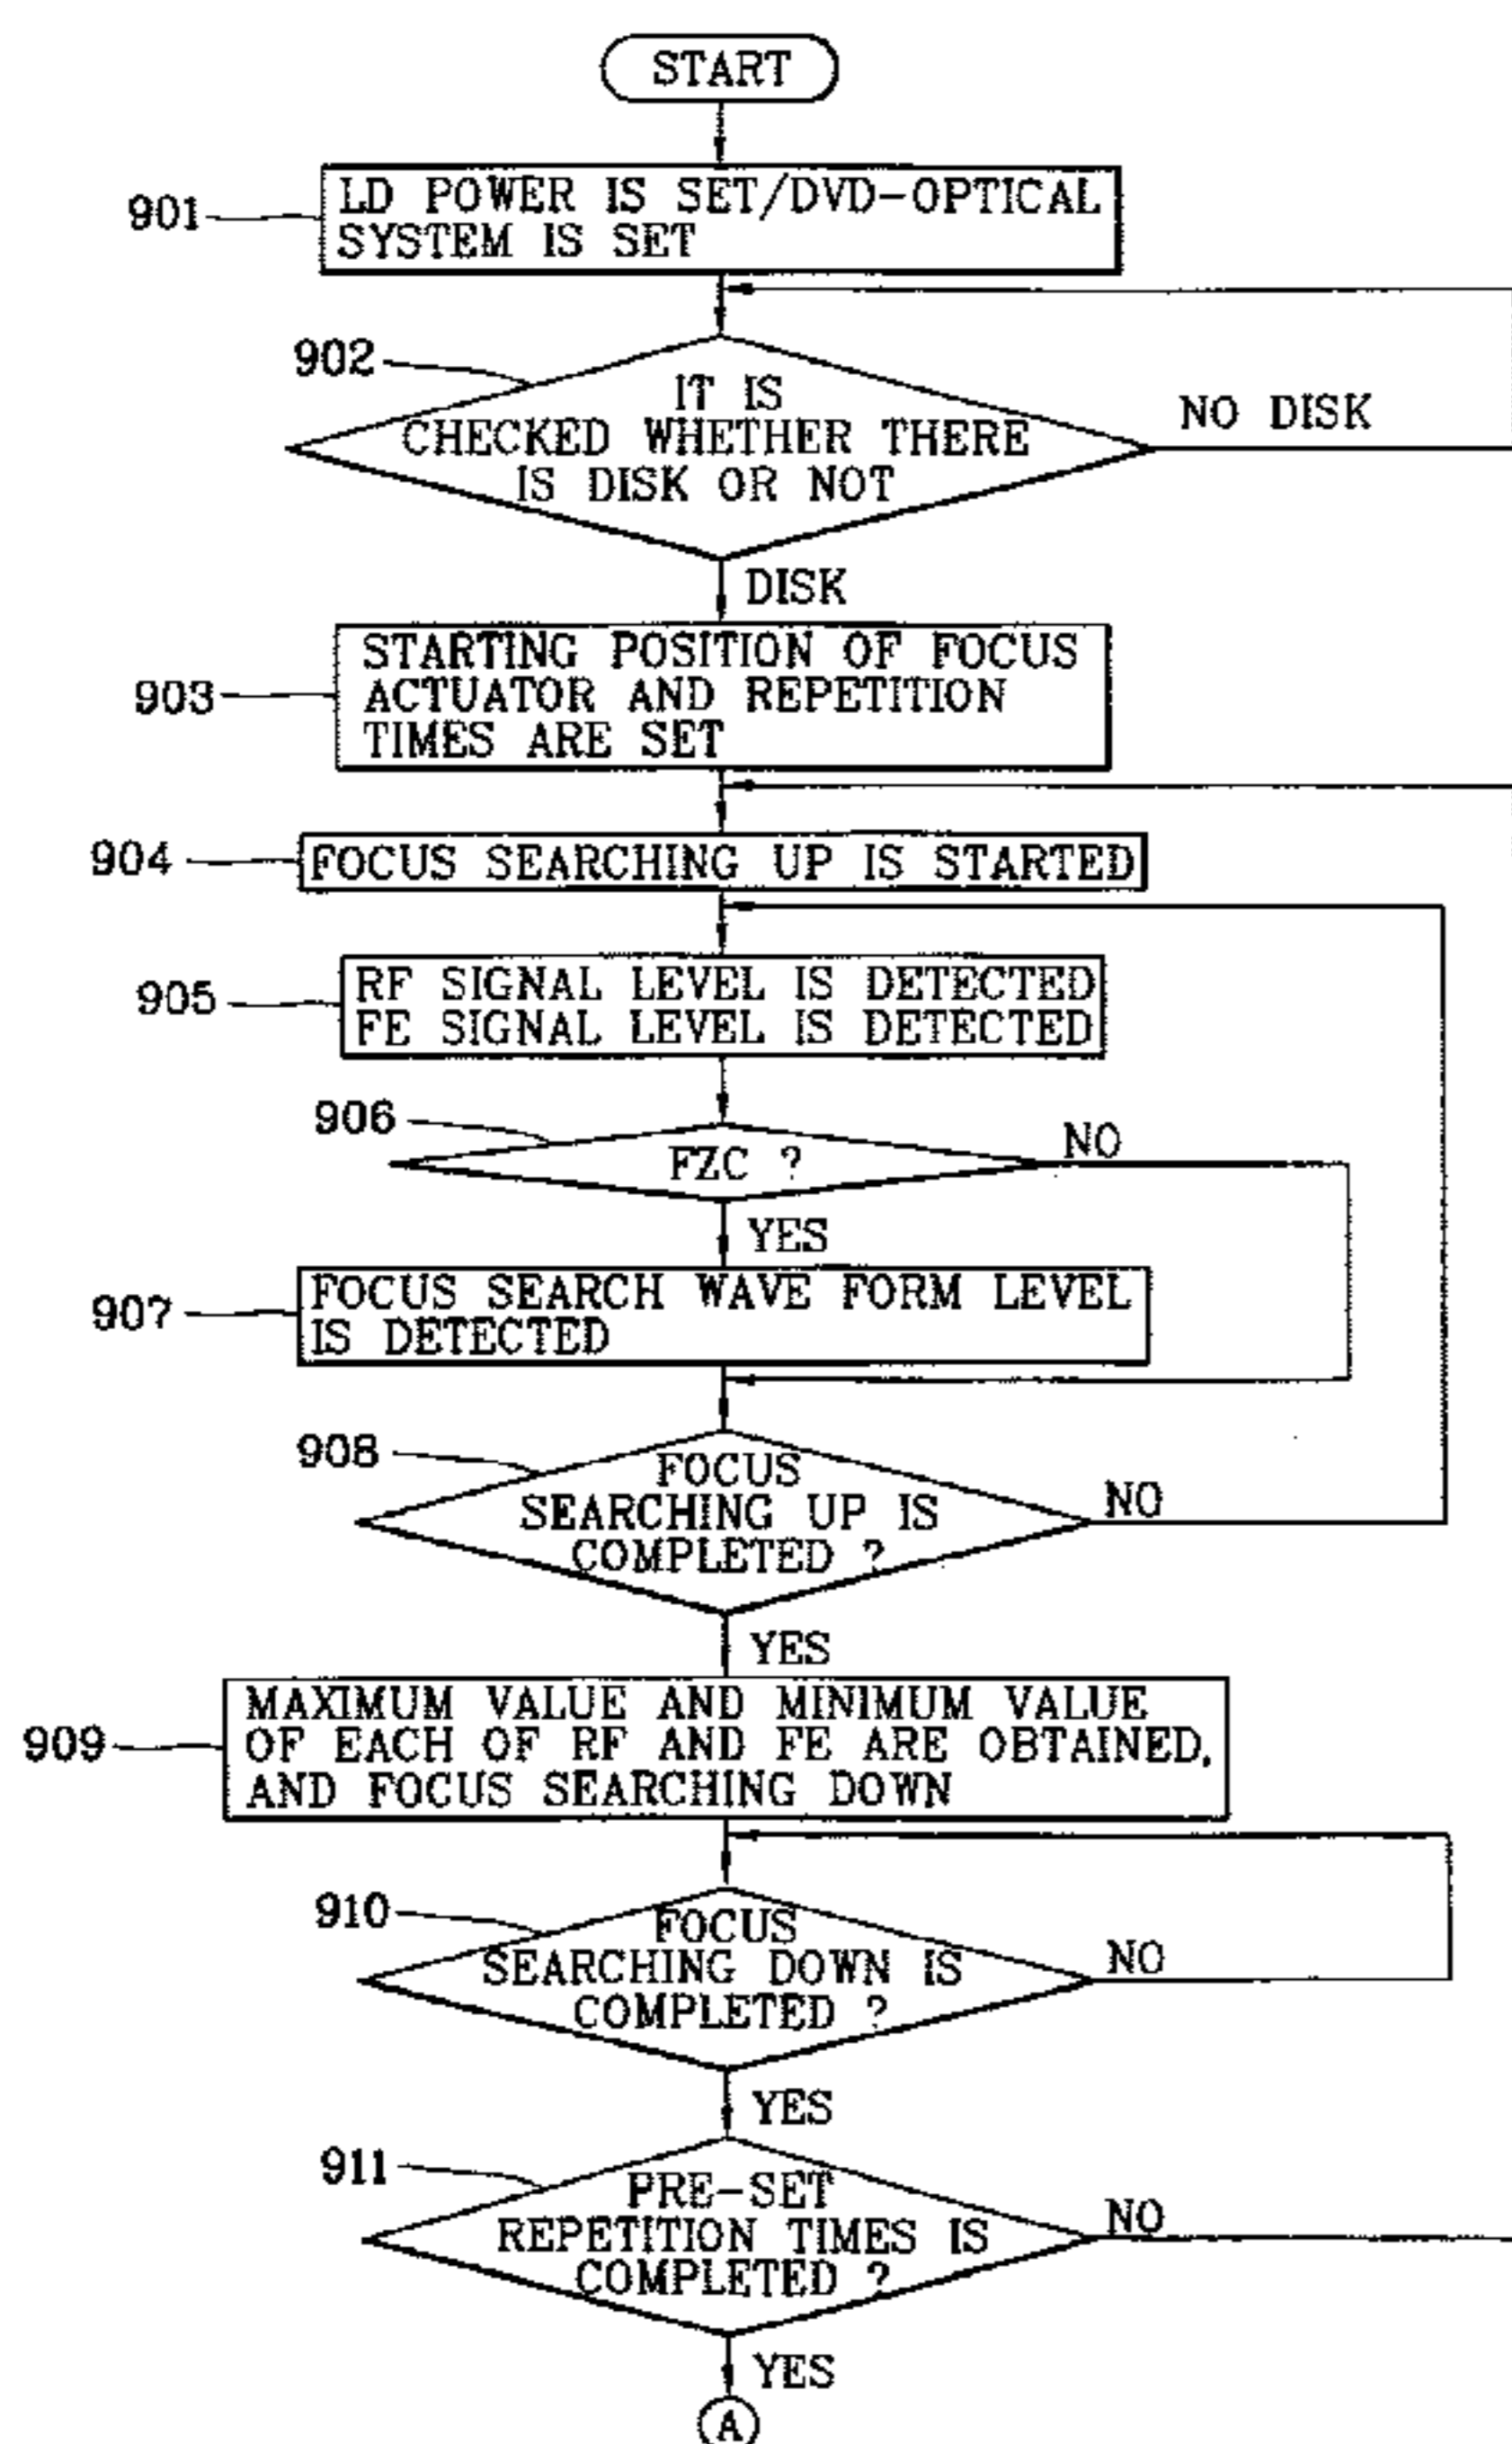 START
901
LD POWER IS SET/DVD-OPTICAL
SYSTEM IS SET
902
IT IS
CHECKED WHETHER THERE
IS DISK OR NOT
NO DISK
DISK
903
STARTING POSITION OF FOCUS
ACTUATOR AND REPETITION
TIMES ARE SET
904
FOCUS SEARCHING UP IS STARTED
905
RF SIGNAL LEVEL IS DETECTED
FE SIGNAL LEVEL IS DETECTED
906
FZC ?
NO
YES
907
FOCUS SEARCH WAVE FORM LEVEL
IS DETECTED
908
FOCUS
SEARCHING UP IS
COMPLETED ?
NO
YES
909
MAXIMUM VALUE AND MINIMUM VALUE
OF EACH OF RF AND FE ARE OBTAINED,
AND FOCUS SEARCHING DOWN
910
FOCUS
SEARCHING DOWN IS
COMPLETED ?
NO
YES
911
PRE-SET
REPETITION TIMES IS
COMPLETED ?
NO
YES
A